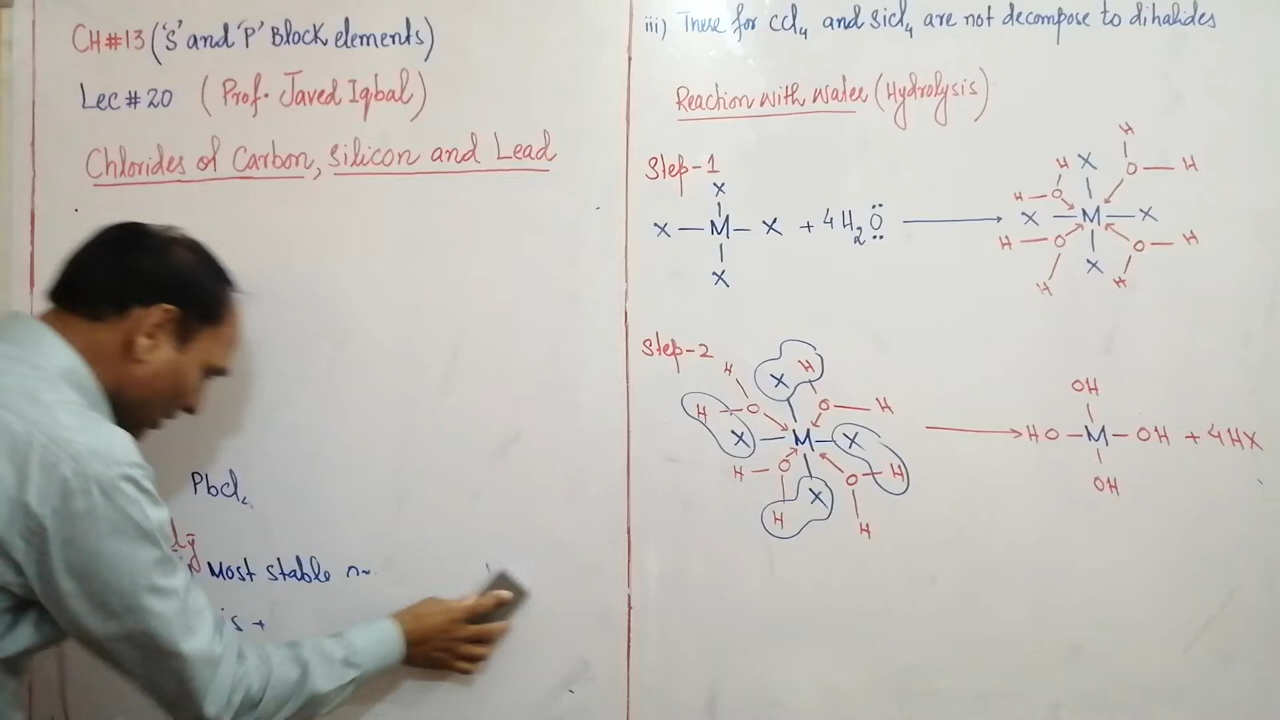 CH#13 ('s' and 'P' Block elements)
Lec#20 (Prof. Javed Iqbal)
Chlorides of Carbon, Silicon and Lead
PbCl
Most stable
is +
iii) These for CCl4 and SiCl4 are not decompose to dihalides
Reaction with water (Hydrolysis)
Step-1
X
X — M — X + 4H2O
X
H
H X O — H
H — O
X — M — X
H — O O — H
X
H H
Step-2
H X H
H O O — H
X — M — X
H — O O H
H X
H
OH
HO — M — OH + 4HX
OH